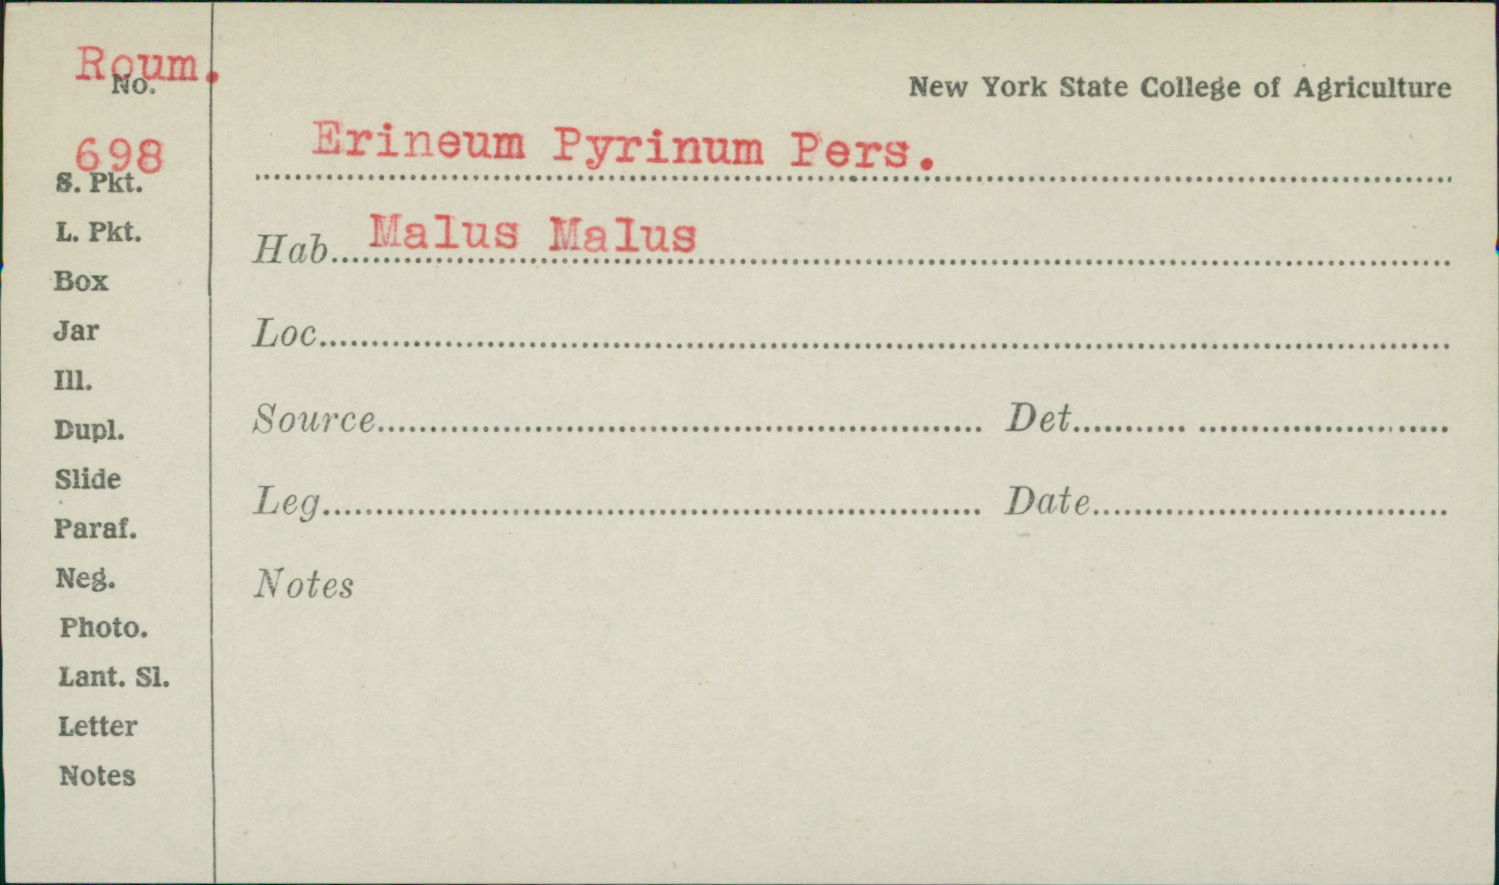 Roum.
No.
New York State College of Agriculture
698
Erineum Pyrinum Pers.
S. Pkt.
L. Pkt.
Hab. Malus Malus
Box
Jar
Loc.
Ill.
Dupl.
Source Det.
Slide
Leg. Date
Paraf.
Neg.
Notes
Photo.
Lant. Sl.
Letter
Notes